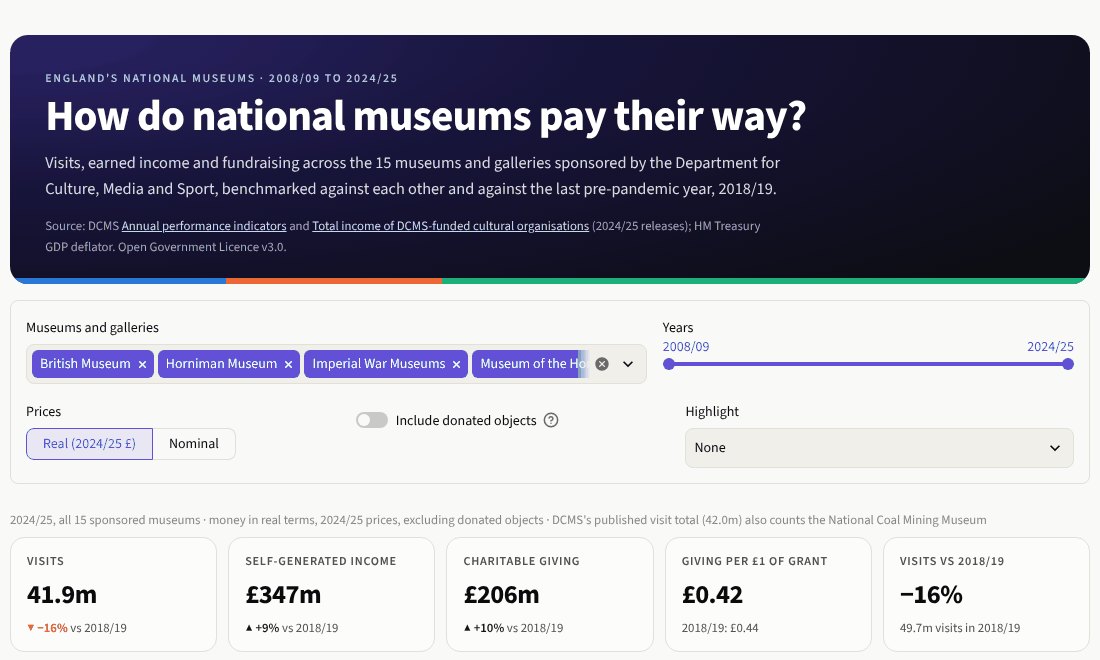 ENGLAND'S NATIONAL MUSEUMS · 2008/09 TO 2024/25
How do national museums pay their way?
Visits, earned income and fundraising across the 15 museums and galleries sponsored by the Department for
Culture, Media and Sport, benchmarked against each other and against the last pre-pandemic year, 2018/19.
Source: DCMS Annual performance indicators and Total income of DCMS-funded cultural organisations (2024/25 releases); HM Treasury
GDP deflator. Open Government Licence v3.0.
Museums and galleries
British Museum × Horniman Museum × Imperial War Museums × Museum of the Ho
Years
2008/09 2024/25
Prices
Real (2024/25 £) Nominal
Include donated objects ?
Highlight
None
2024/25, all 15 sponsored museums · money in real terms, 2024/25 prices, excluding donated objects · DCMS's published visit total (42.0m) also counts the National Coal Mining Museum
VISITS
41.9m
▼ −16% vs 2018/19
SELF-GENERATED INCOME
£347m
▲ +9% vs 2018/19
CHARITABLE GIVING
£206m
▲ +10% vs 2018/19
GIVING PER £1 OF GRANT
£0.42
2018/19: £0.44
VISITS VS 2018/19
−16%
49.7m visits in 2018/19